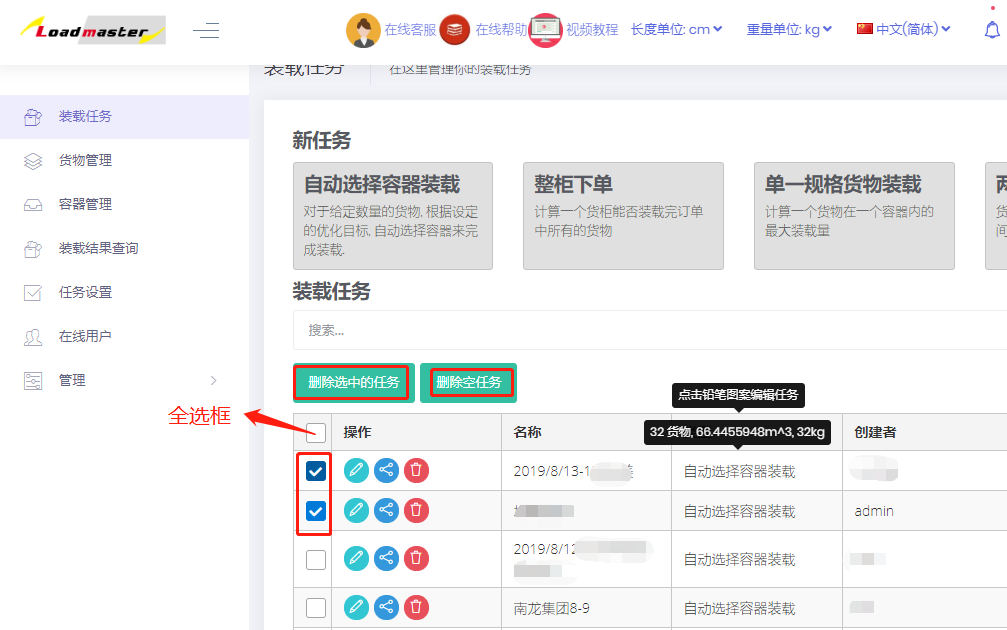 Loadmaster
在线客服
在线帮助
视频教程
长度单位: cm
重量单位: kg
中文(简体)
装载任务
在这里管理你的装载任务
装载任务
货物管理
容器管理
装载结果查询
任务设置
在线用户
管理
新任务
自动选择容器装载
对于给定数量的货物, 根据设定
的优化目标, 自动选择容器来完
成装载.
整柜下单
计算一个货柜能否装载完订单
中所有的货物
单一规格货物装载
计算一个货物在一个容器内的
最大装载量
装载任务
搜索...
删除选中的任务
删除空任务
点击铅笔图案编辑任务
全选框
操作
名称
32 货物, 66.4455948m^3, 32kg
创建者
2019/8/13-1
自动选择容器装载
自动选择容器装载
admin
2019/8/12
自动选择容器装载
南龙集团8-9
自动选择容器装载